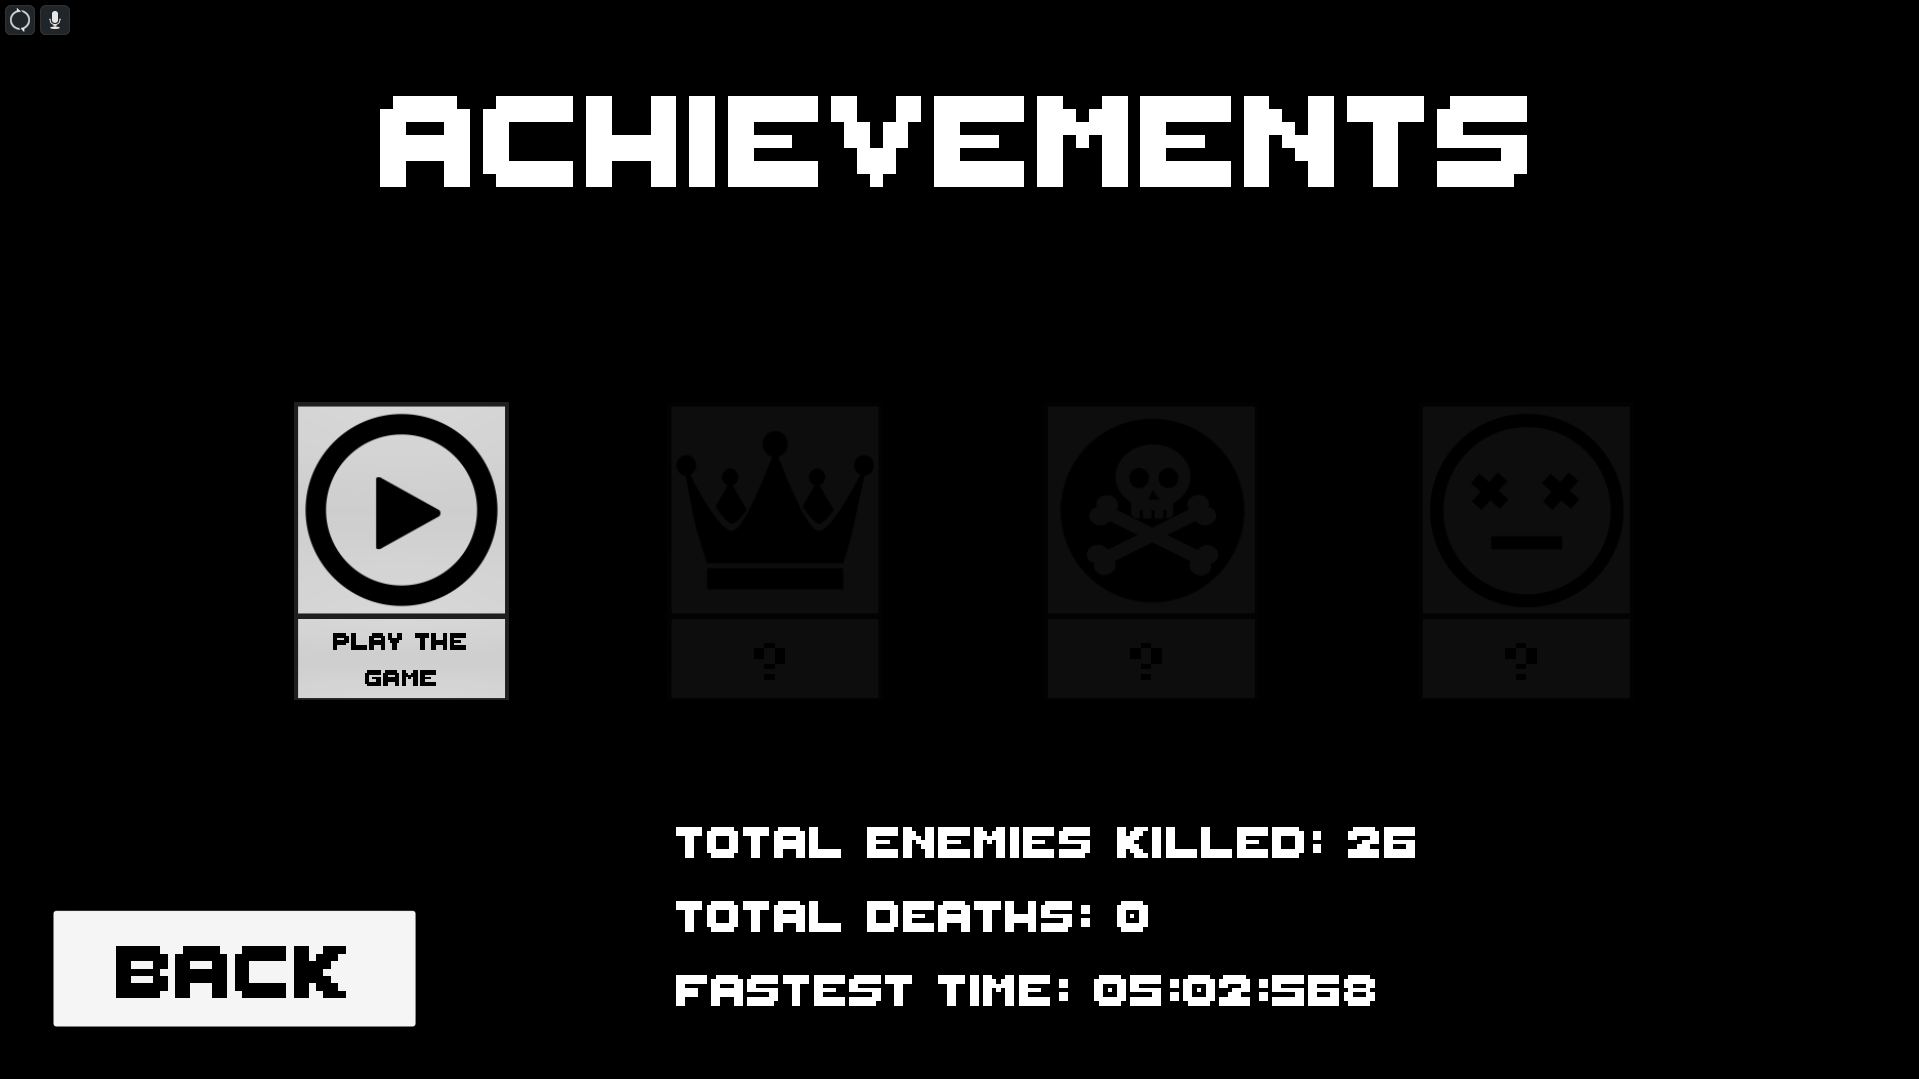 ACHIEVEMENTS
PLAY THE
GAME
?
?
?
TOTAL ENEMIES KILLED: 26
TOTAL DEATHS: 0
FASTEST TIME: 05:02:568
BACK